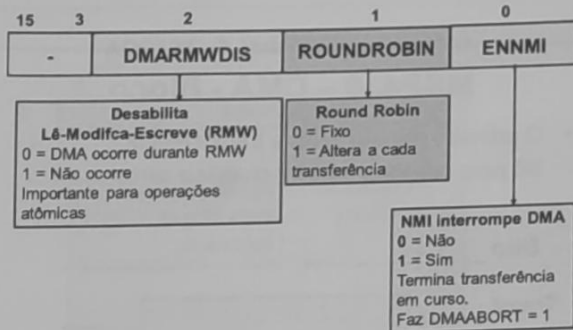 15 3 2 1 0
- DMARMWDIS ROUNDROBIN ENNMI
Desabilita
Lê-Modifca-Escreve (RMW)
0 = DMA ocorre durante RMW
1 = Não ocorre
Importante para operações
atômicas
Round Robin
0 = Fixo
1 = Altera a cada
transferência
NMI interrompe DMA
0 = Não
1 = Sim
Termina transferência
em curso.
Faz DMAABORT = 1